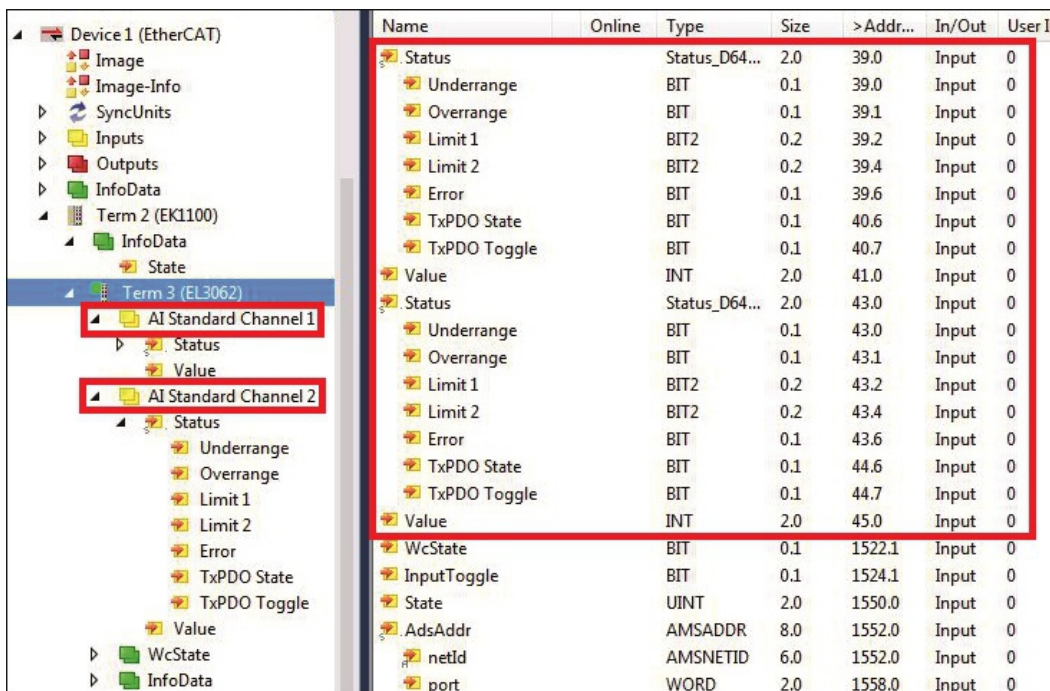 Device 1 (EtherCAT)
Image
Image-Info
SyncUnits
Inputs
Outputs
InfoData
Term 2 (EK1100)
InfoData
State
Term 3 (EL3062)
AI Standard Channel 1
Status
Value
AI Standard Channel 2
Status
Underrange
Overrange
Limit 1
Limit 2
Error
TxPDO State
TxPDO Toggle
Value
WcState
InfoData
Name Online Type Size >Addr... In/Out User I
Status Status_D64... 2.0 39.0 Input 0
Underrange BIT 0.1 39.0 Input 0
Overrange BIT 0.1 39.1 Input 0
Limit 1 BIT2 0.2 39.2 Input 0
Limit 2 BIT2 0.2 39.4 Input 0
Error BIT 0.1 39.6 Input 0
TxPDO State BIT 0.1 40.6 Input 0
TxPDO Toggle BIT 0.1 40.7 Input 0
Value INT 2.0 41.0 Input 0
Status Status_D64... 2.0 43.0 Input 0
Underrange BIT 0.1 43.0 Input 0
Overrange BIT 0.1 43.1 Input 0
Limit 1 BIT2 0.2 43.2 Input 0
Limit 2 BIT2 0.2 43.4 Input 0
Error BIT 0.1 43.6 Input 0
TxPDO State BIT 0.1 44.6 Input 0
TxPDO Toggle BIT 0.1 44.7 Input 0
Value INT 2.0 45.0 Input 0
WcState BIT 0.1 1522.1 Input 0
InputToggle BIT 0.1 1524.1 Input 0
State UINT 2.0 1550.0 Input 0
AdsAddr AMSADDR 8.0 1552.0 Input 0
netId AMSNETID 6.0 1552.0 Input 0
port WORD 2.0 1558.0 Input 0